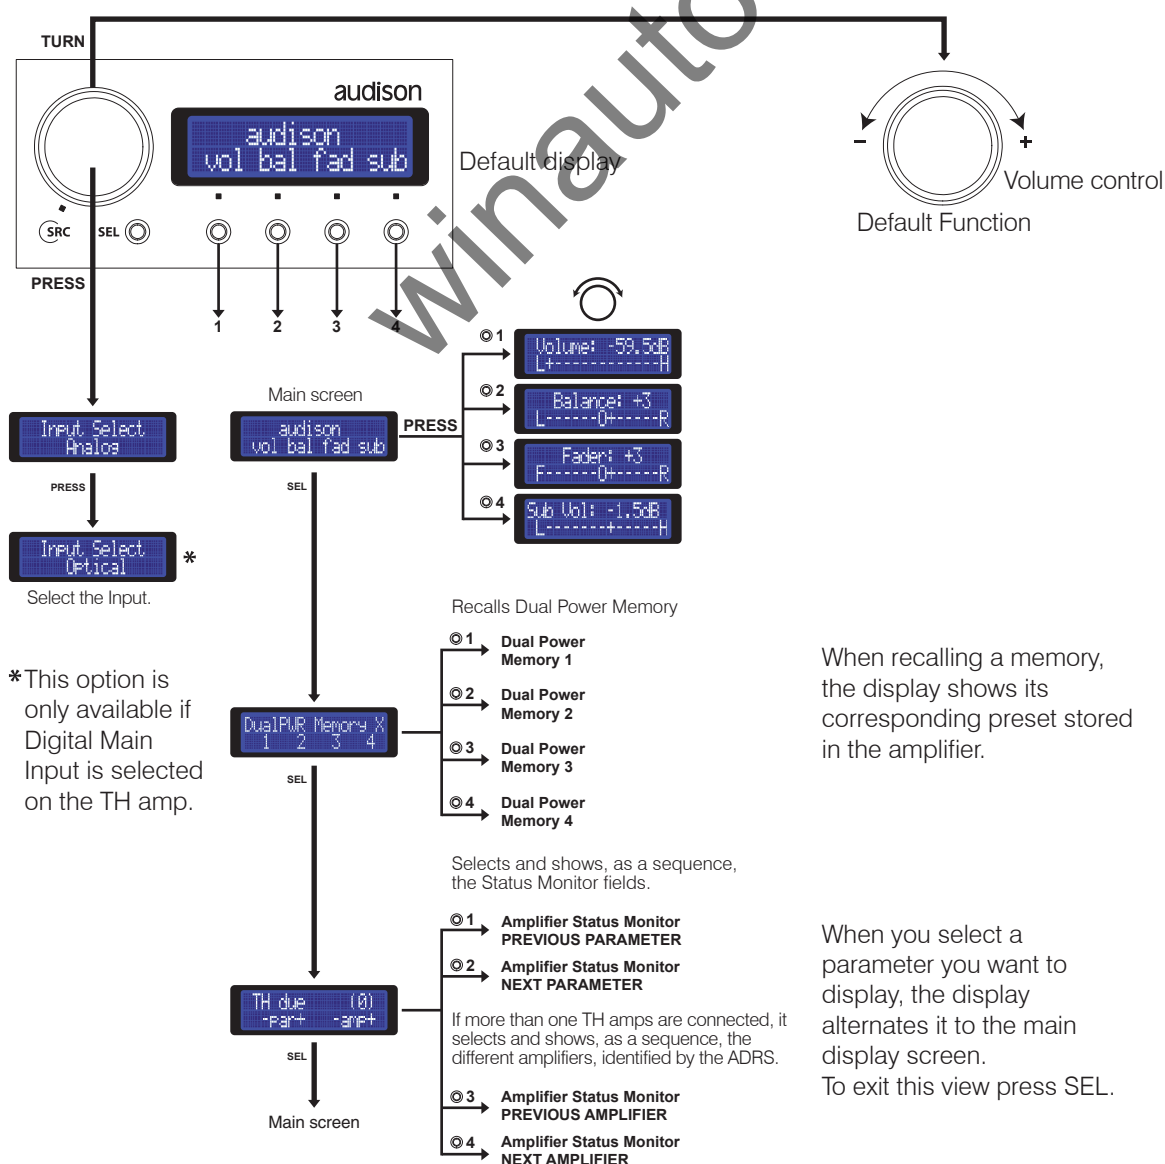 TURN
audison
audison
vol bal fad sub
Default display
SRC
SEL
PRESS
1 2 3 4
- +
Volume control
Default Function
Input Select
Analog
PRESS
Input Select
Optical
*
Select the Input.
*This option is
only available if
Digital Main
Input is selected
on the TH amp.
Main screen
audison
vol bal fad sub
PRESS
1
Volume: -59.5dB
L+------------H
2
Balance: +3
L------0+-----R
3
Fader: +3
F------0+-----R
4
Sub Vol: -1.5dB
L-------+-----H
SEL
Recalls Dual Power Memory
DualPWR Memory X
1 2 3 4
1 Dual Power
Memory 1
2 Dual Power
Memory 2
3 Dual Power
Memory 3
4 Dual Power
Memory 4
When recalling a memory,
the display shows its
corresponding preset stored
in the amplifier.
SEL
Selects and shows, as a sequence,
the Status Monitor fields.
TH due (0)
-par+ -amp+
1 Amplifier Status Monitor
PREVIOUS PARAMETER
2 Amplifier Status Monitor
NEXT PARAMETER
If more than one TH amps are connected, it
selects and shows, as a sequence, the
different amplifiers, identified by the ADRS.
3 Amplifier Status Monitor
PREVIOUS AMPLIFIER
4 Amplifier Status Monitor
NEXT AMPLIFIER
When you select a
parameter you want to
display, the display
alternates it to the main
display screen.
To exit this view press SEL.
SEL
Main screen
winauto